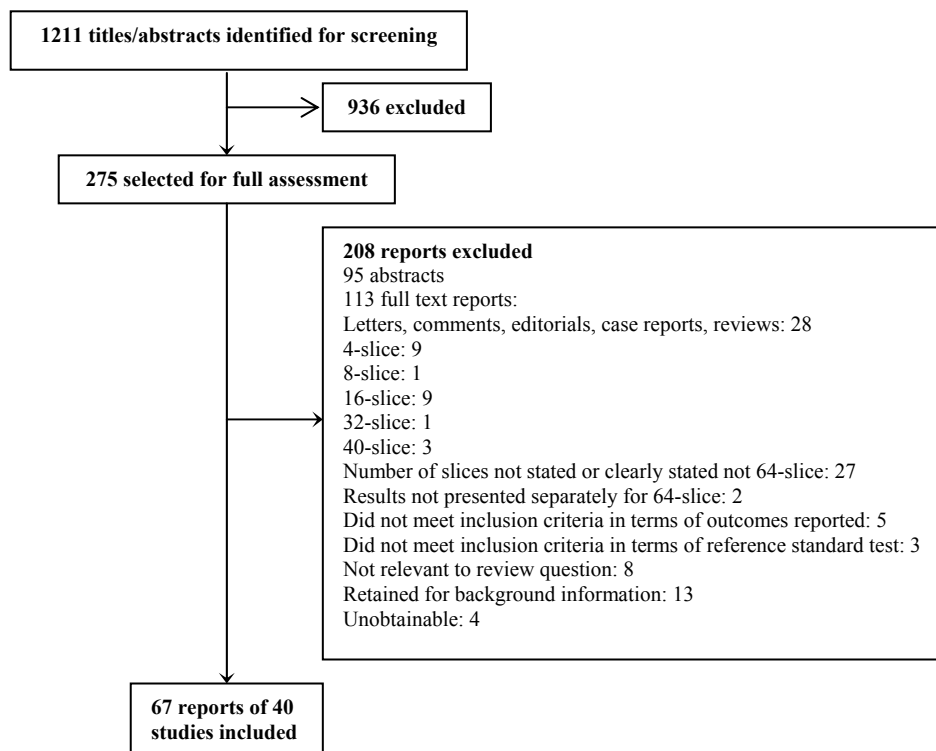 1211 titles/abstracts identified for screening
936 excluded
275 selected for full assessment
208 reports excluded
95 abstracts
113 full text reports:
Letters, comments, editorials, case reports, reviews: 28
4-slice: 9
8-slice: 1
16-slice: 9
32-slice: 1
40-slice: 3
Number of slices not stated or clearly stated not 64-slice: 27
Results not presented separately for 64-slice: 2
Did not meet inclusion criteria in terms of outcomes reported: 5
Did not meet inclusion criteria in terms of reference standard test: 3
Not relevant to review question: 8
Retained for background information: 13
Unobtainable: 4
67 reports of 40
studies included